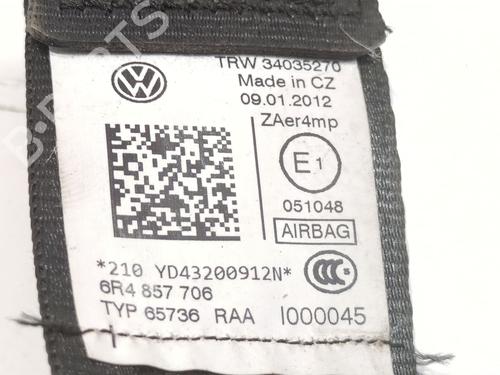 TRW 34035270
Made in CZ
09.01.2012
ZAer4mp
E1
051048
AIRBAG
*210 YD43200912N*
6R4 857 706
TYP 65736 RAA I000045